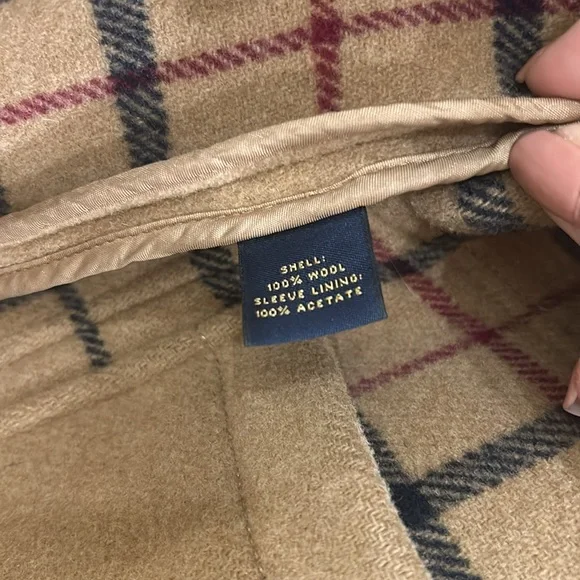 SHELL:
100% WOOL
SLEEVE LINING:
100% ACETATE